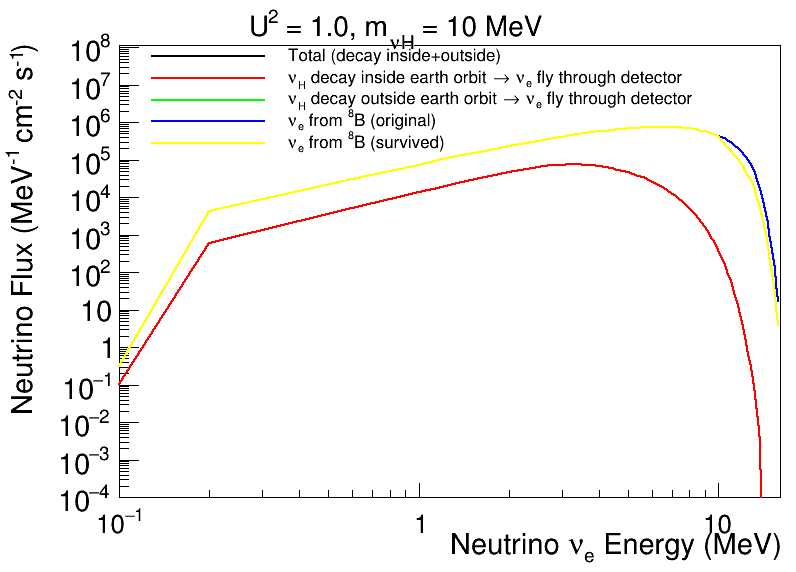 U² = 1.0, m_νH = 10 MeV
Total (decay inside+outside)
ν_H decay inside earth orbit → ν_e fly through detector
ν_H decay outside earth orbit → ν_e fly through detector
ν_e from ⁸B (original)
ν_e from ⁸B (survived)
Neutrino Flux (MeV⁻¹ cm⁻² s⁻¹)
10⁸
10⁷
10⁶
10⁵
10⁴
10³
10²
10
1
10⁻¹
10⁻²
10⁻³
10⁻⁴
10⁻¹ 1 10
Neutrino ν_e Energy (MeV)